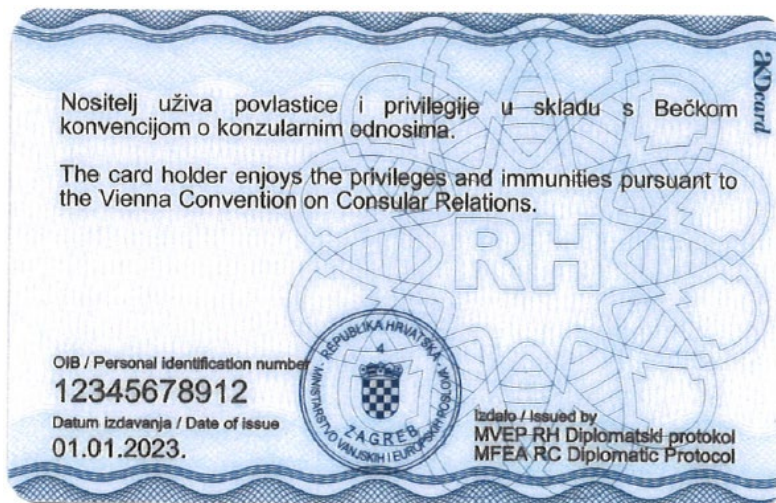 Nositelj uživa povlastice i privilegije u skladu s Bečkom
konvencijom o konzularnim odnosima.
The card holder enjoys the privileges and immunities pursuant to
the Vienna Convention on Consular Relations.
AKDcard
RH
OIB / Personal identification number
12345678912
Datum izdavanja / Date of issue
01.01.2023.
REPUBLIKA HRVATSKA
4
MINISTARSTVO VANJSKIH I EUROPSKIH POSLOVA
ZAGREB
Izdalo / Issued by
MVEP RH Diplomatski protokol
MFEA RC Diplomatic Protocol